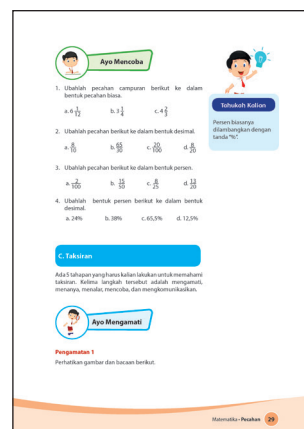 Ayo Mencoba
1. Ubahlah pecahan campuran berikut ke dalam
bentuk pecahan biasa.
a. 6 1/12 b. 3 1/4 c. 4 2/3
2. Ubahlah pecahan berikut ke dalam bentuk desimal.
a. 8/10 b. 65/30 c. 20/100 d. 8/20
3. Ubahlah pecahan berikut ke dalam bentuk persen.
a. 2/100 b. 15/50 c. 8/25 d. 13/20
4. Ubahlah bentuk persen berikut ke dalam bentuk
desimal.
a. 24% b. 38% c. 65,5% d. 12,5%
Tahukah Kalian
Persen biasanya
dilambangkan dengan
tanda "%".
C. Taksiran
Ada 5 tahapan yang harus kalian lakukan untuk memahami
taksiran. Kelima langkah tersebut adalah mengamati,
menanya, menalar, mencoba, dan mengkomunikasikan.
Ayo Mengamati
Pengamatan 1
Perhatikan gambar dan bacaan berikut.
Matematika - Pecahan 29